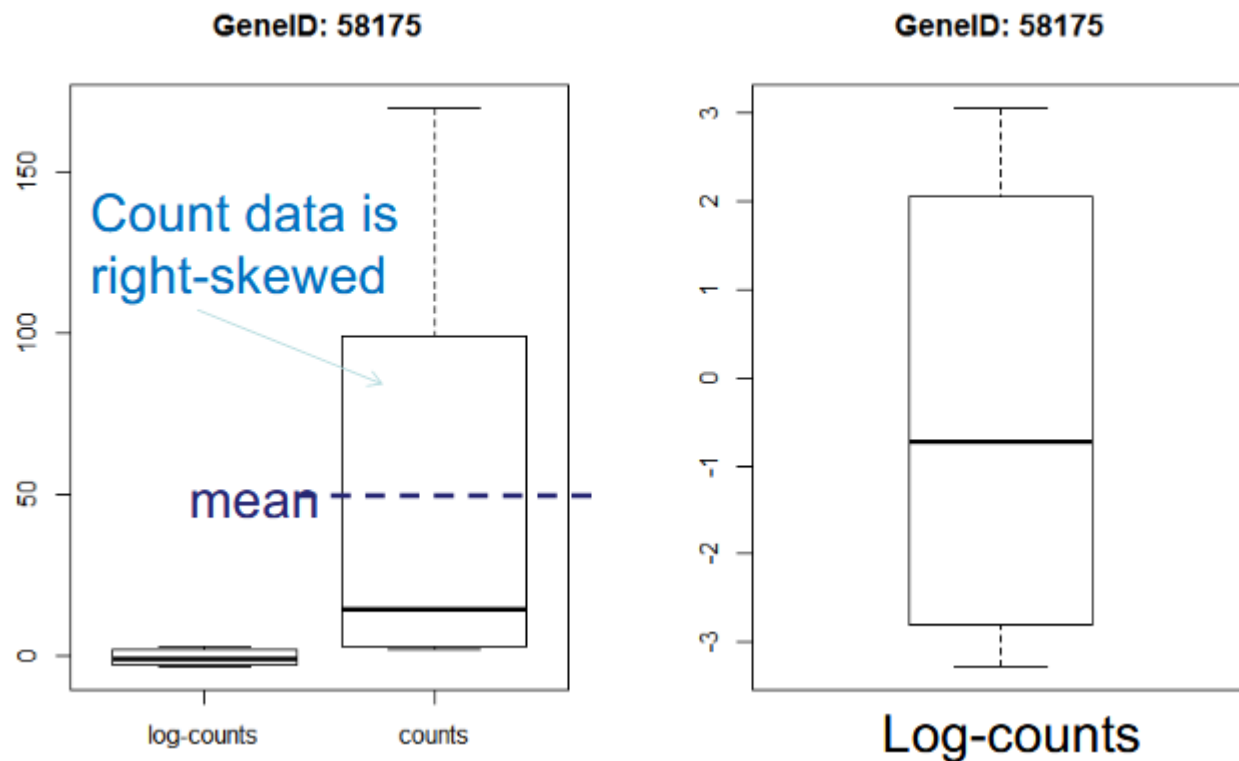 GeneID: 58175
150
100
50
0
Count data is
right-skewed
mean
log-counts
counts
GeneID: 58175
3
2
1
0
-1
-2
-3
Log-counts